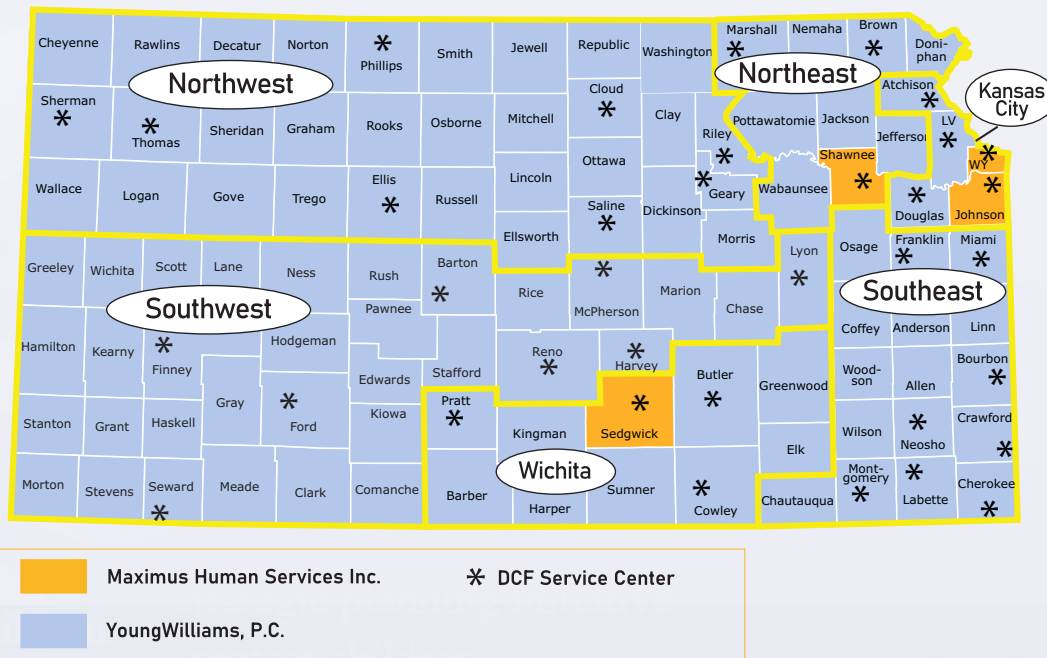 Cheyenne
Rawlins
Decatur
Norton
*
Phillips
Smith
Jewell
Republic
Washington
Marshall
*
Nemaha
Brown
*
Doni-
phan
Northwest
Northeast
Kansas
City
Sherman
*
*
Thomas
Sheridan
Graham
Rooks
Osborne
Mitchell
Cloud
*
Clay
Riley
*
Pottawatomie
Jackson
Atchison
*
Jefferson
LV
*
Wallace
Logan
Gove
Trego
Ellis
*
Russell
Lincoln
Ottawa
Saline
*
Ellsworth
Dickinson
*
Geary
Morris
Wabaunsee
Shawnee
*
Douglas
*
WY
*
Johnson
*
Greeley
Wichita
Scott
Lane
Ness
Rush
Barton
*
Pawnee
Rice
*
McPherson
Marion
Chase
Lyon
*
Osage
Franklin
*
Miami
*
Southwest
Southeast
Hamilton
Kearny
*
Finney
Hodgeman
Edwards
Stafford
Reno
*
*
Harvey
Butler
*
Greenwood
Coffey
Anderson
Linn
Wood-
son
Allen
Bourbon
*
Stanton
Grant
Haskell
Gray
*
Ford
Kiowa
Pratt
*
Kingman
*
Sedgwick
Elk
Wilson
*
Neosho
Crawford
*
Morton
Stevens
Seward
*
Meade
Clark
Comanche
Barber
Wichita
Harper
Sumner
*
Cowley
Chautauqua
Mont-
gomery
*
*
Labette
Cherokee
*
Maximus Human Services Inc.
* DCF Service Center
YoungWilliams, P.C.